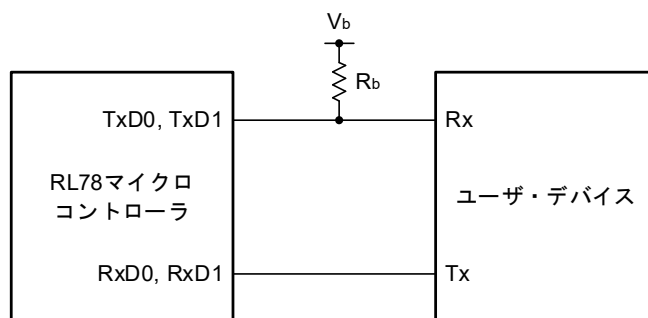 Vb
Rb
TxD0, TxD1
Rx
RL78マイクロ
コントローラ
ユーザ・デバイス
RxD0, RxD1
Tx